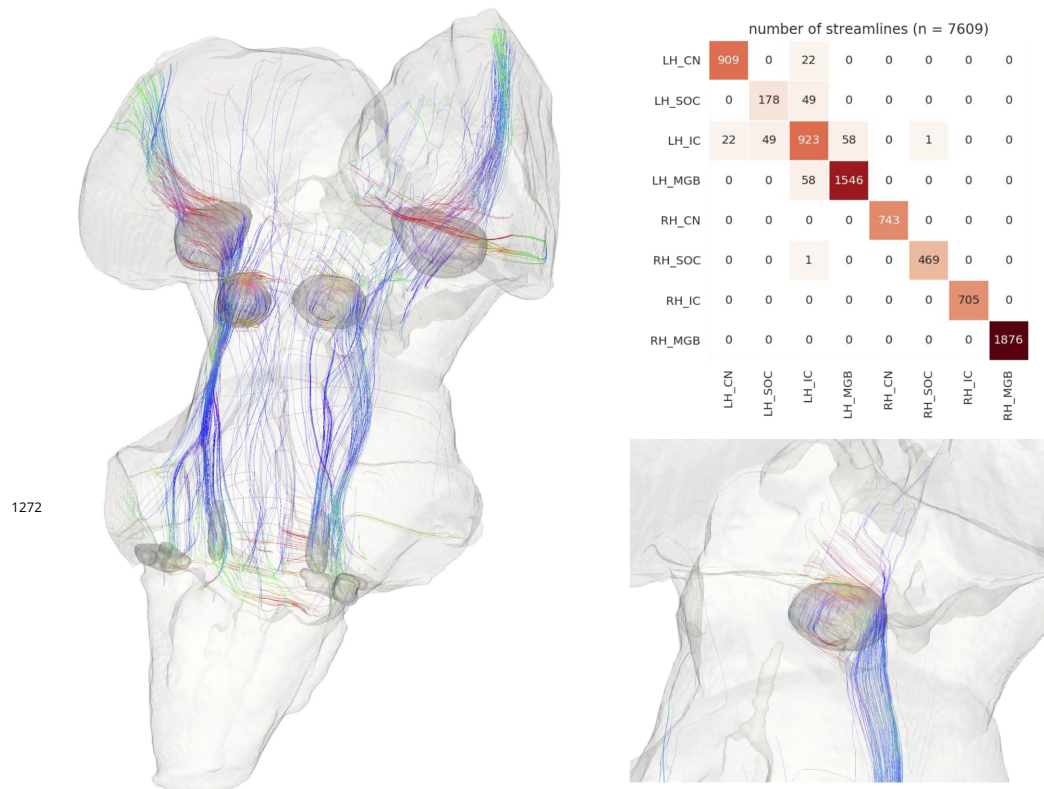 1272
number of streamlines (n = 7609)
LH_CN 909 0 22 0 0 0 0 0
LH_SOC 0 178 49 0 0 0 0 0
LH_IC 22 49 923 58 0 1 0 0
LH_MGB 0 0 58 1546 0 0 0 0
RH_CN 0 0 0 0 743 0 0 0
RH_SOC 0 0 1 0 0 469 0 0
RH_IC 0 0 0 0 0 0 705 0
RH_MGB 0 0 0 0 0 0 0 1876
LH_CN LH_SOC LH_IC LH_MGB RH_CN RH_SOC RH_IC RH_MGB